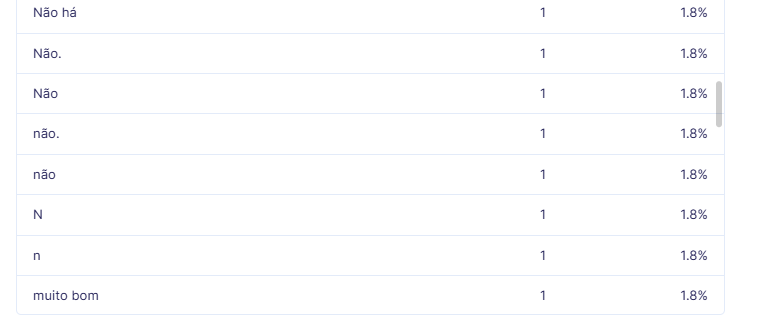 Não há 1 1.8%
Não. 1 1.8%
Não 1 1.8%
não. 1 1.8%
não 1 1.8%
N 1 1.8%
n 1 1.8%
muito bom 1 1.8%